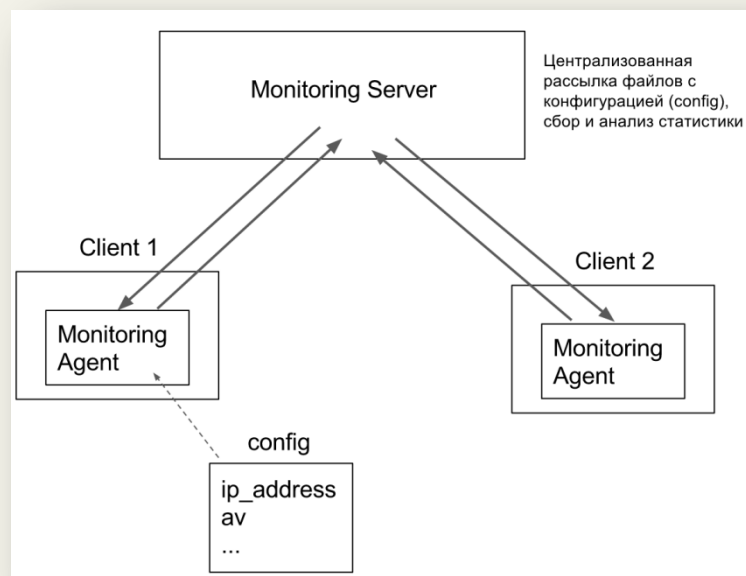 Monitoring Server
Централизованная
рассылка файлов с
конфигурацией (config),
сбор и анализ статистики
Client 1
Monitoring
Agent
Client 2
Monitoring
Agent
config
ip_address
av
...